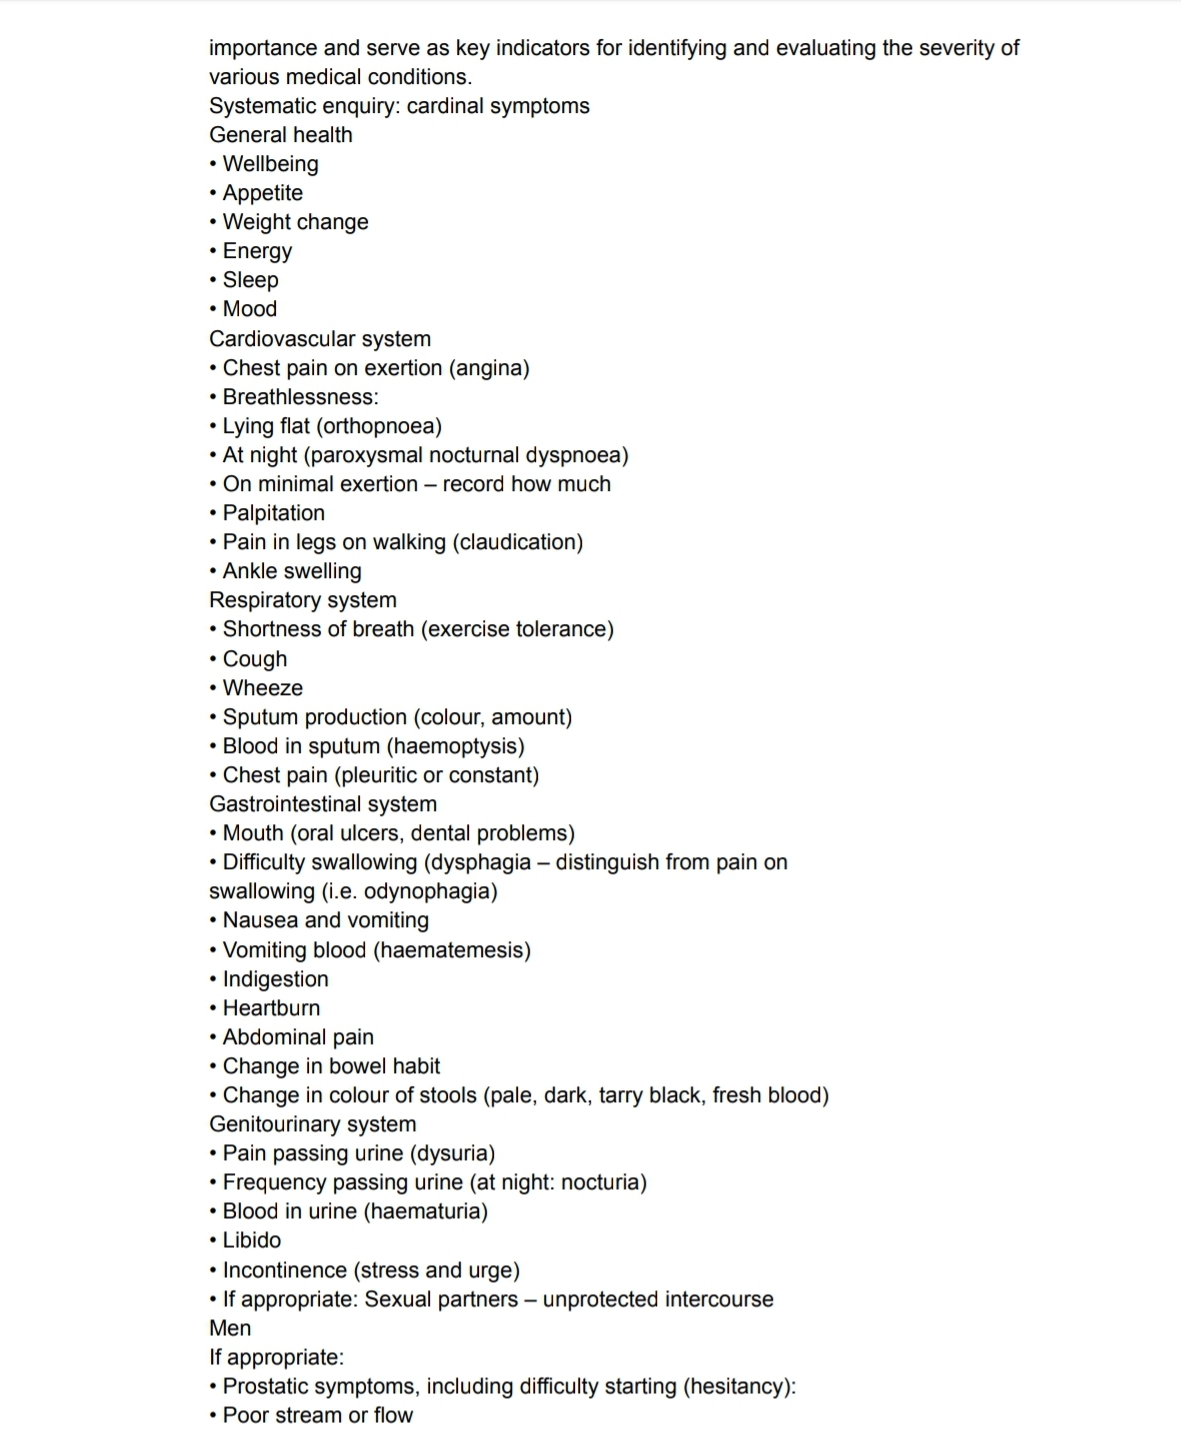 importance and serve as key indicators for identifying and evaluating the severity of
various medical conditions.
Systematic enquiry: cardinal symptoms
General health
• Wellbeing
• Appetite
• Weight change
• Energy
• Sleep
• Mood
Cardiovascular system
• Chest pain on exertion (angina)
• Breathlessness:
• Lying flat (orthopnoea)
• At night (paroxysmal nocturnal dyspnoea)
• On minimal exertion – record how much
• Palpitation
• Pain in legs on walking (claudication)
• Ankle swelling
Respiratory system
• Shortness of breath (exercise tolerance)
• Cough
• Wheeze
• Sputum production (colour, amount)
• Blood in sputum (haemoptysis)
• Chest pain (pleuritic or constant)
Gastrointestinal system
• Mouth (oral ulcers, dental problems)
• Difficulty swallowing (dysphagia – distinguish from pain on
swallowing (i.e. odynophagia)
• Nausea and vomiting
• Vomiting blood (haematemesis)
• Indigestion
• Heartburn
• Abdominal pain
• Change in bowel habit
• Change in colour of stools (pale, dark, tarry black, fresh blood)
Genitourinary system
• Pain passing urine (dysuria)
• Frequency passing urine (at night: nocturia)
• Blood in urine (haematuria)
• Libido
• Incontinence (stress and urge)
• If appropriate: Sexual partners – unprotected intercourse
Men
If appropriate:
• Prostatic symptoms, including difficulty starting (hesitancy):
• Poor stream or flow